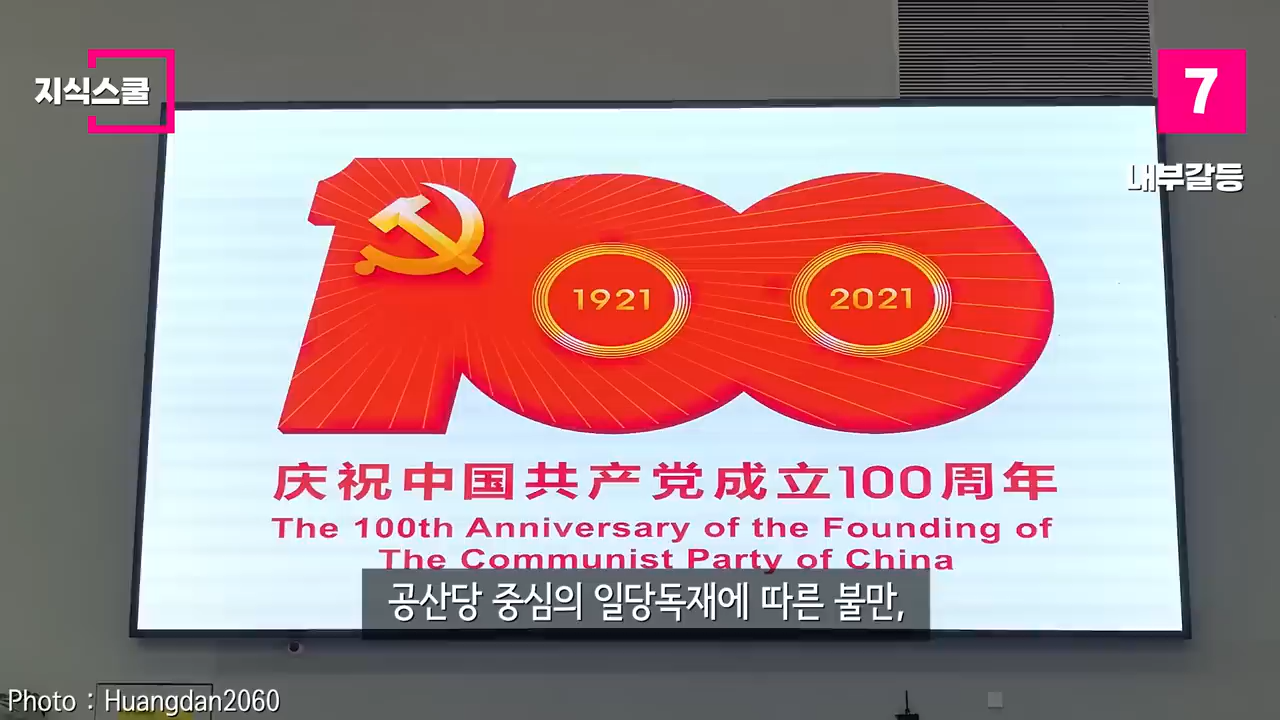 지식스쿨
7
내부갈등
1921
2021
庆祝中国共产党成立100周年
The 100th Anniversary of the Founding of
The Communist Party of China
공산당 중심의 일당독재에 따른 불만,
Photo : Huangdan2060